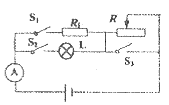 S₁ R₁ R
S₂ L S₃
A